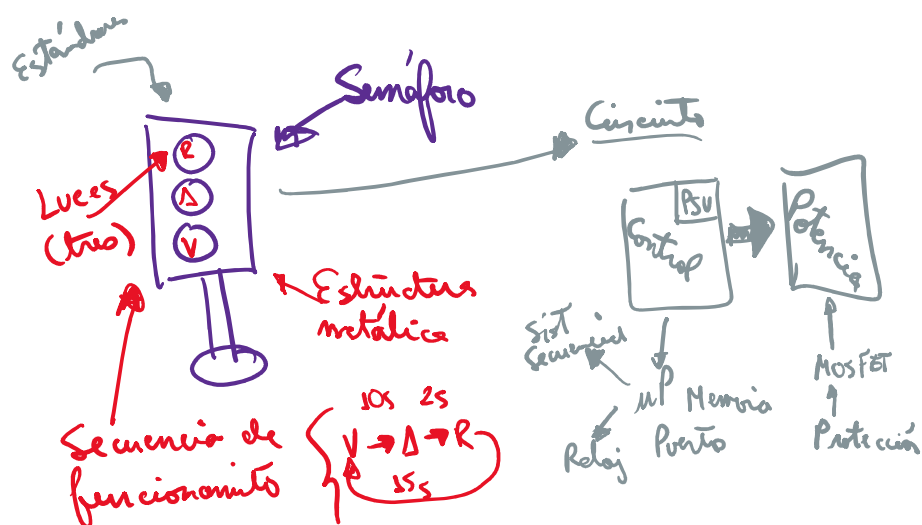 Estándares
Semáforo
Circuito
R
A
V
Luces
(tres)
Estructura
metálica
Control
PSU
Potencia
Sist
Secuencial
µP Memoria
Puerto
Reloj
MOSFET
Protección
Secuencia de
funcionamiento
10s 2s
V → A → R
15s